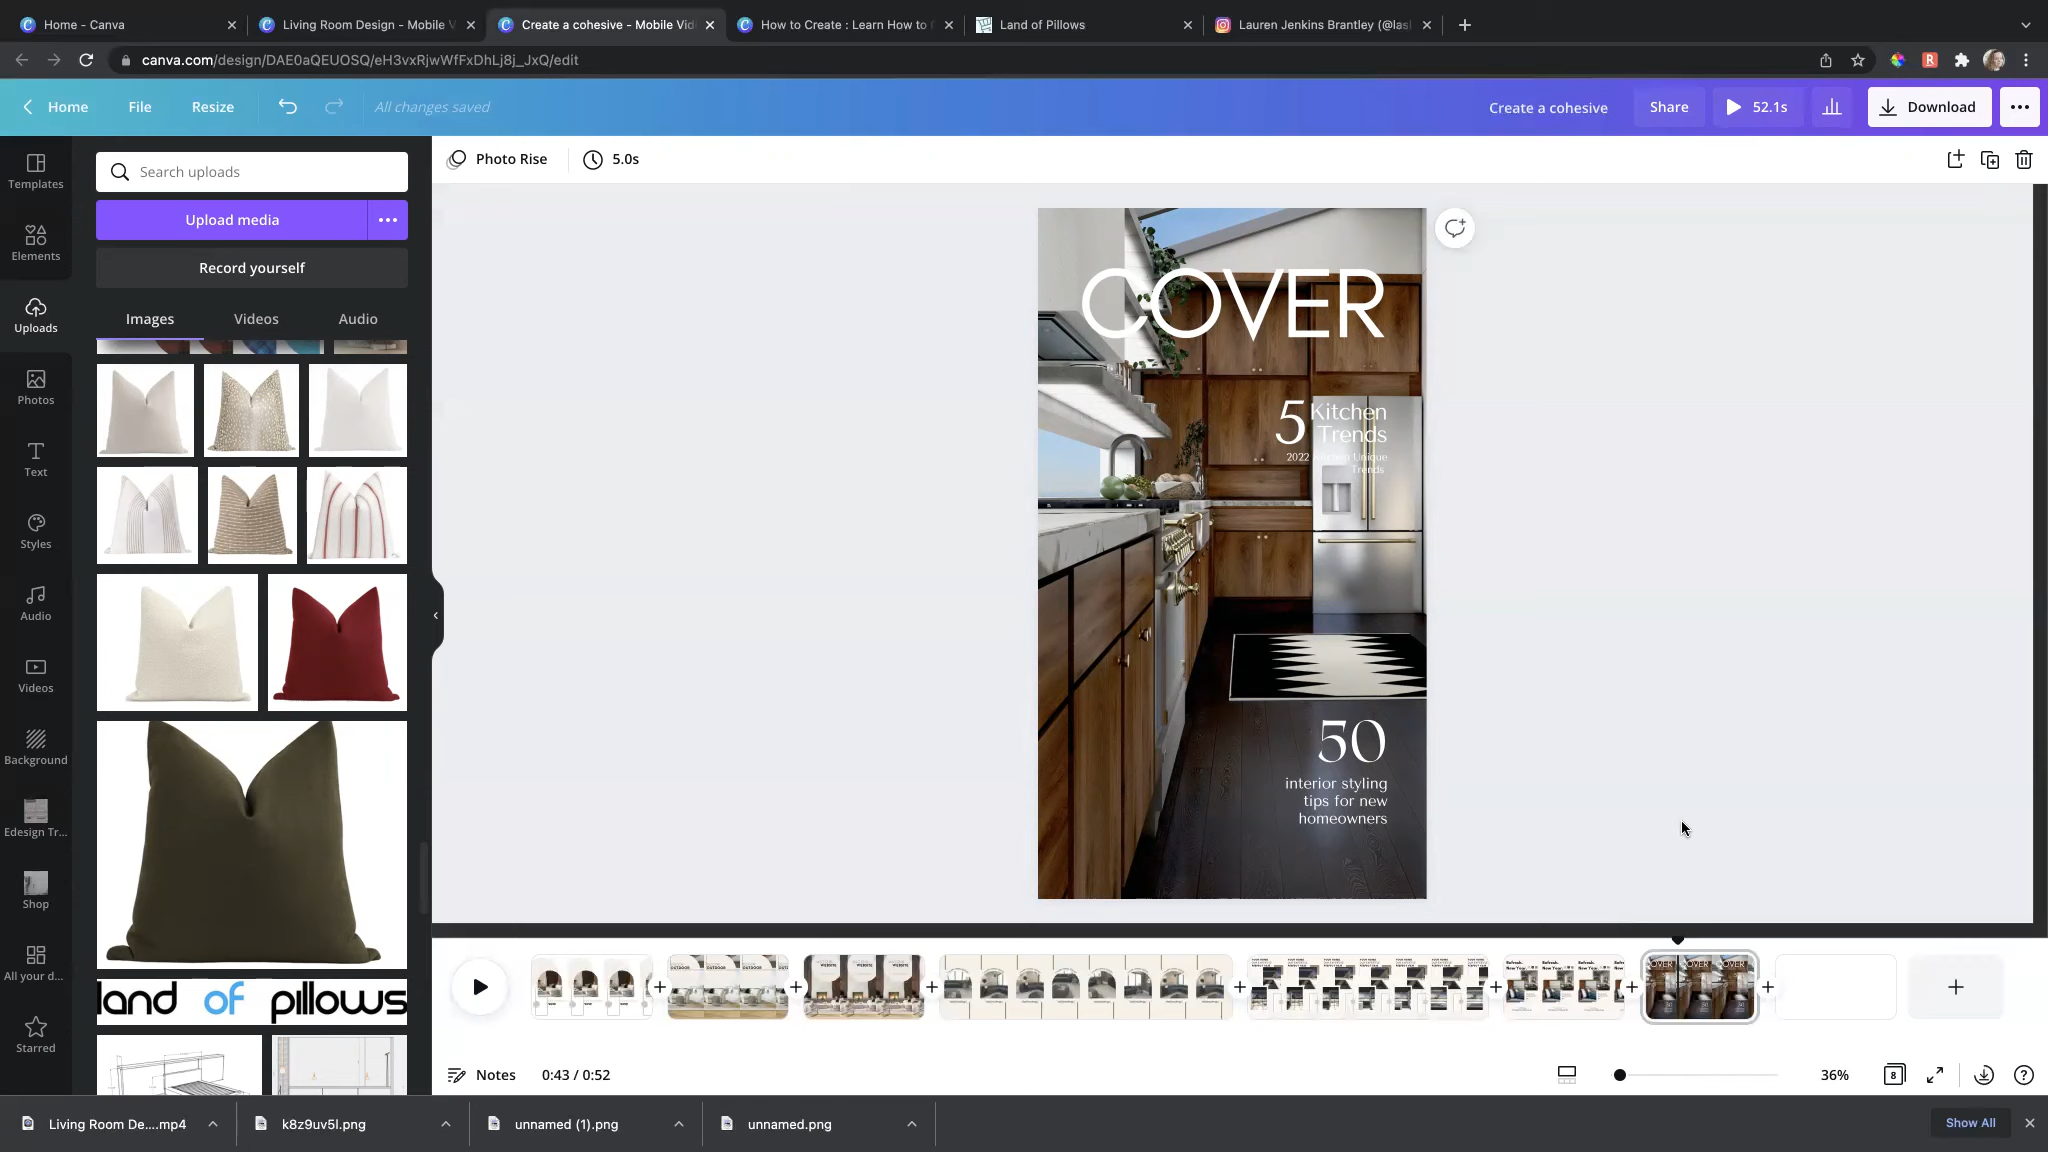 Home - Canva
Living Room Design - Mobile V
Create a cohesive - Mobile Vid
How to Create : Learn How to
Land of Pillows
Lauren Jenkins Brantley (@las
canva.com/design/DAE0aQEUOSQ/eH3vxRjwWfFxDhLj8j_JxQ/edit
Home
File
Resize
All changes saved
Create a cohesive
Share
52.1s
Download
Templates
Elements
Uploads
Photos
Text
Styles
Audio
Videos
Background
Edesign Tr...
Shop
All your d...
Starred
Search uploads
Upload media
Record yourself
Images
Videos
Audio
land of pillows
Photo Rise
5.0s
COVER
5 Kitchen
Trends
2022 Kitchen Unique
Trends
50
interior styling
tips for new
homeowners
Notes
0:43 / 0:52
36%
8
Living Room De....mp4
k8z9uv5l.png
unnamed (1).png
unnamed.png
Show All